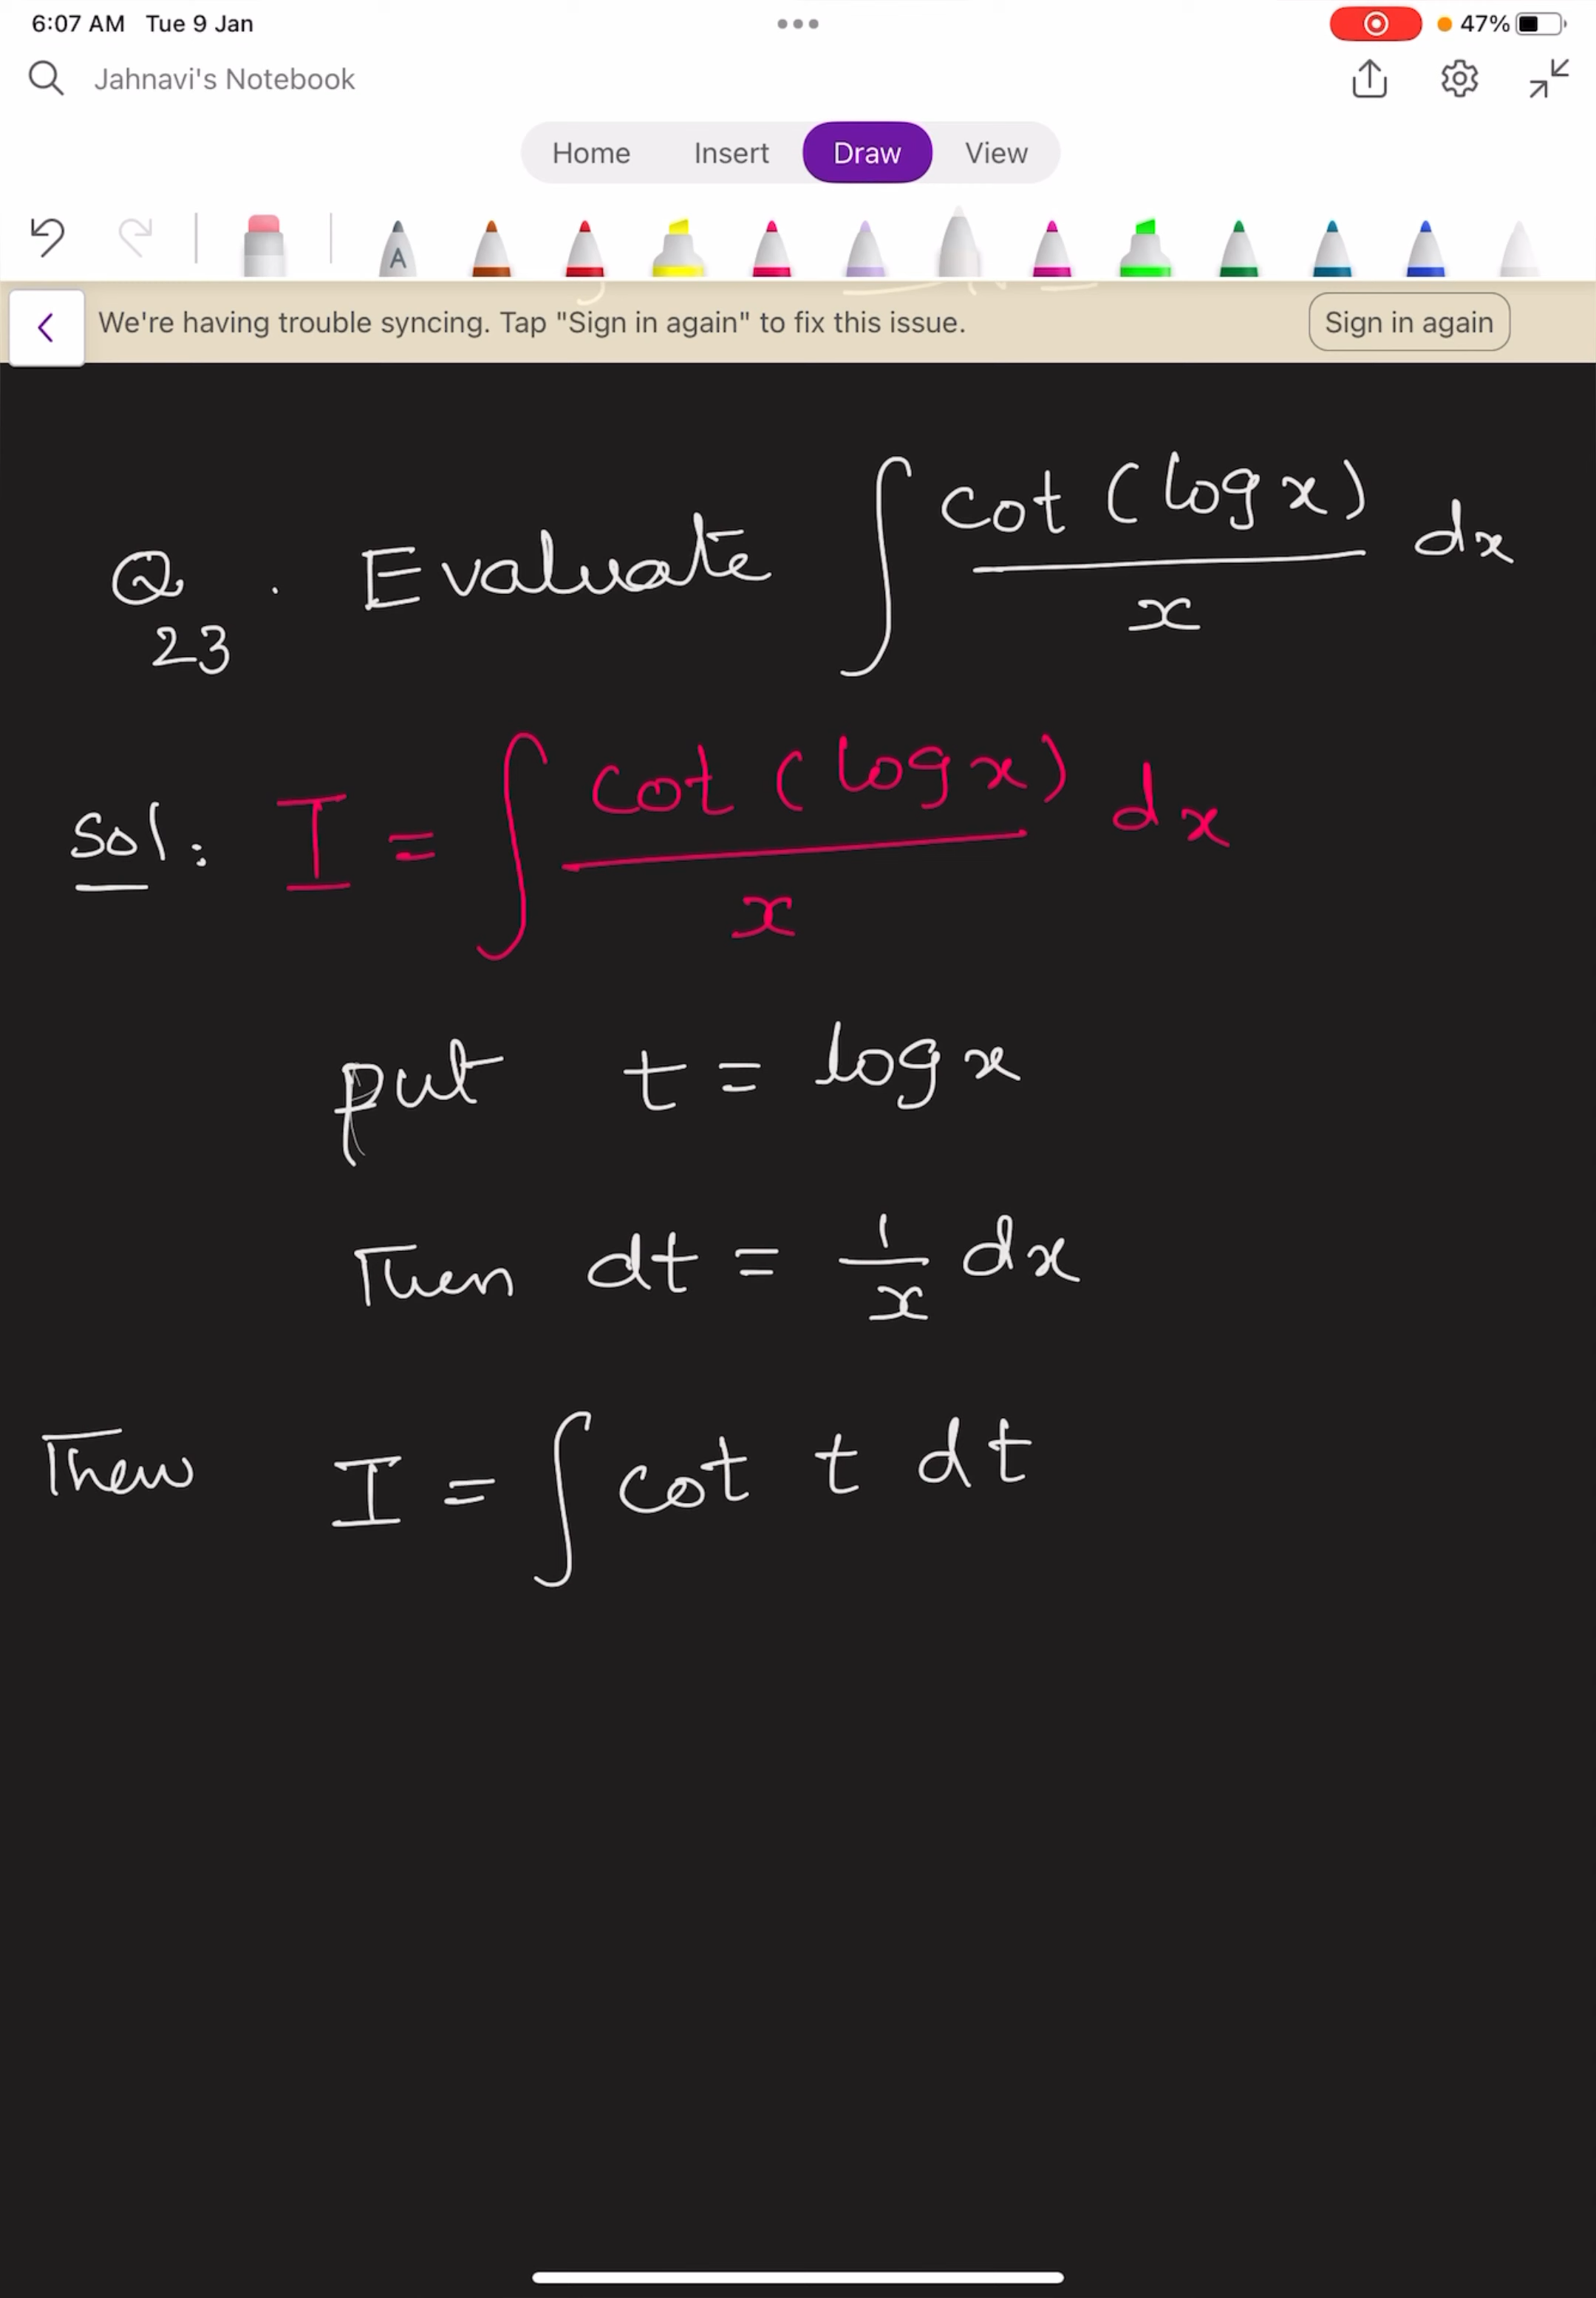 6:07 AM Tue 9 Jan
47%
Jahnavi's Notebook
Home Insert Draw View
A
We're having trouble syncing. Tap "Sign in again" to fix this issue.
Sign in again
Q 23. Evaluate ∫ cot (log x) / x dx
Sol: I = ∫ cot (log x) / x dx
put t = log x
Then dt = 1/x dx
Then I = ∫ cot t dt